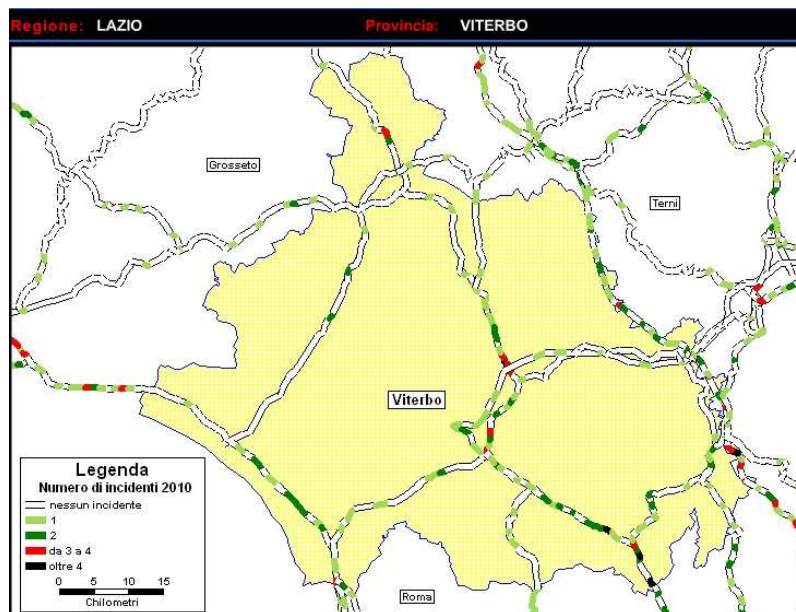 Regione: LAZIO Provincia: VITERBO
Grosseto
Terni
Viterbo
Legenda
Numero di incidenti 2010
nessun incidente
1
2
da 3 a 4
oltre 4
0 5 10 15
Chilometri
Roma